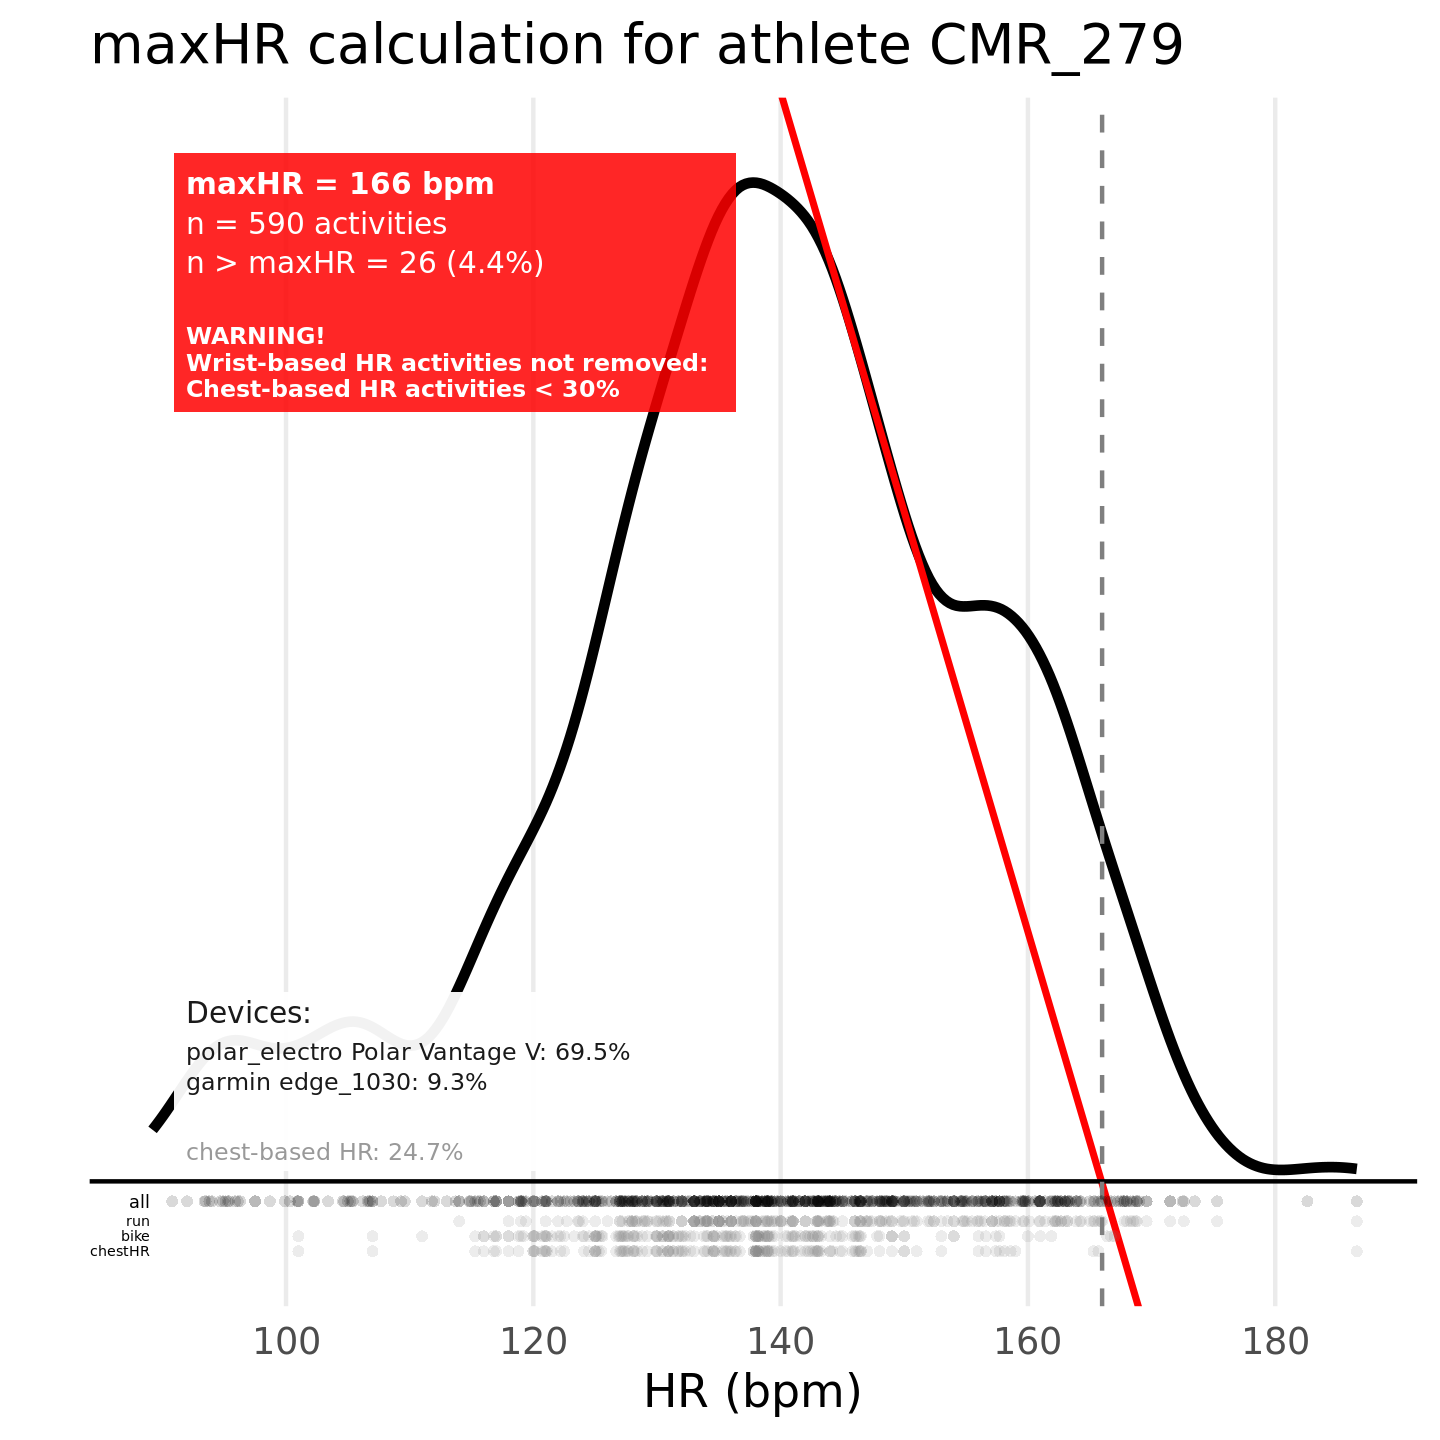 maxHR calculation for athlete CMR_279
maxHR = 166 bpm
n = 590 activities
n > maxHR = 26 (4.4%)
WARNING!
Wrist-based HR activities not removed:
Chest-based HR activities < 30%
Devices:
polar_electro Polar Vantage V: 69.5%
garmin edge_1030: 9.3%
chest-based HR: 24.7%
all
run
bike
chestHR
100 120 140 160 180
HR (bpm)